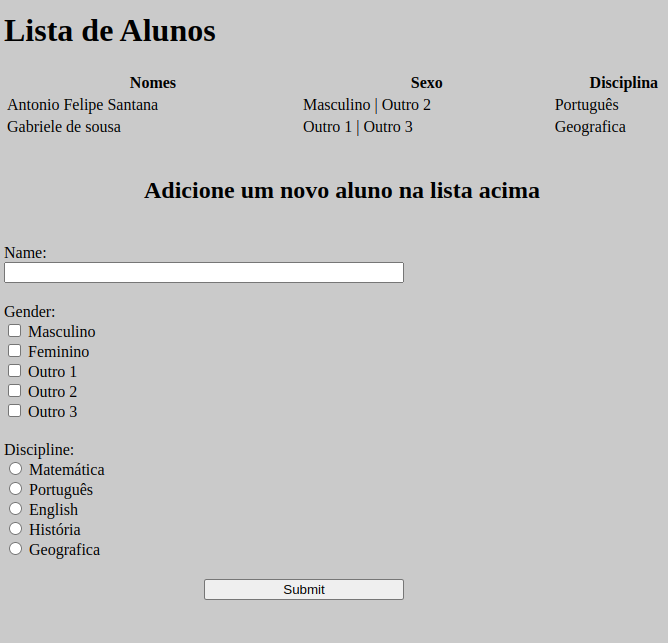 Lista de Alunos
Nomes Sexo Disciplina
Antonio Felipe Santana Masculino | Outro 2 Português
Gabriele de sousa Outro 1 | Outro 3 Geografica
Adicione um novo aluno na lista acima
Name:
Gender:
Masculino
Feminino
Outro 1
Outro 2
Outro 3
Discipline:
Matemática
Português
English
História
Geografica
Submit